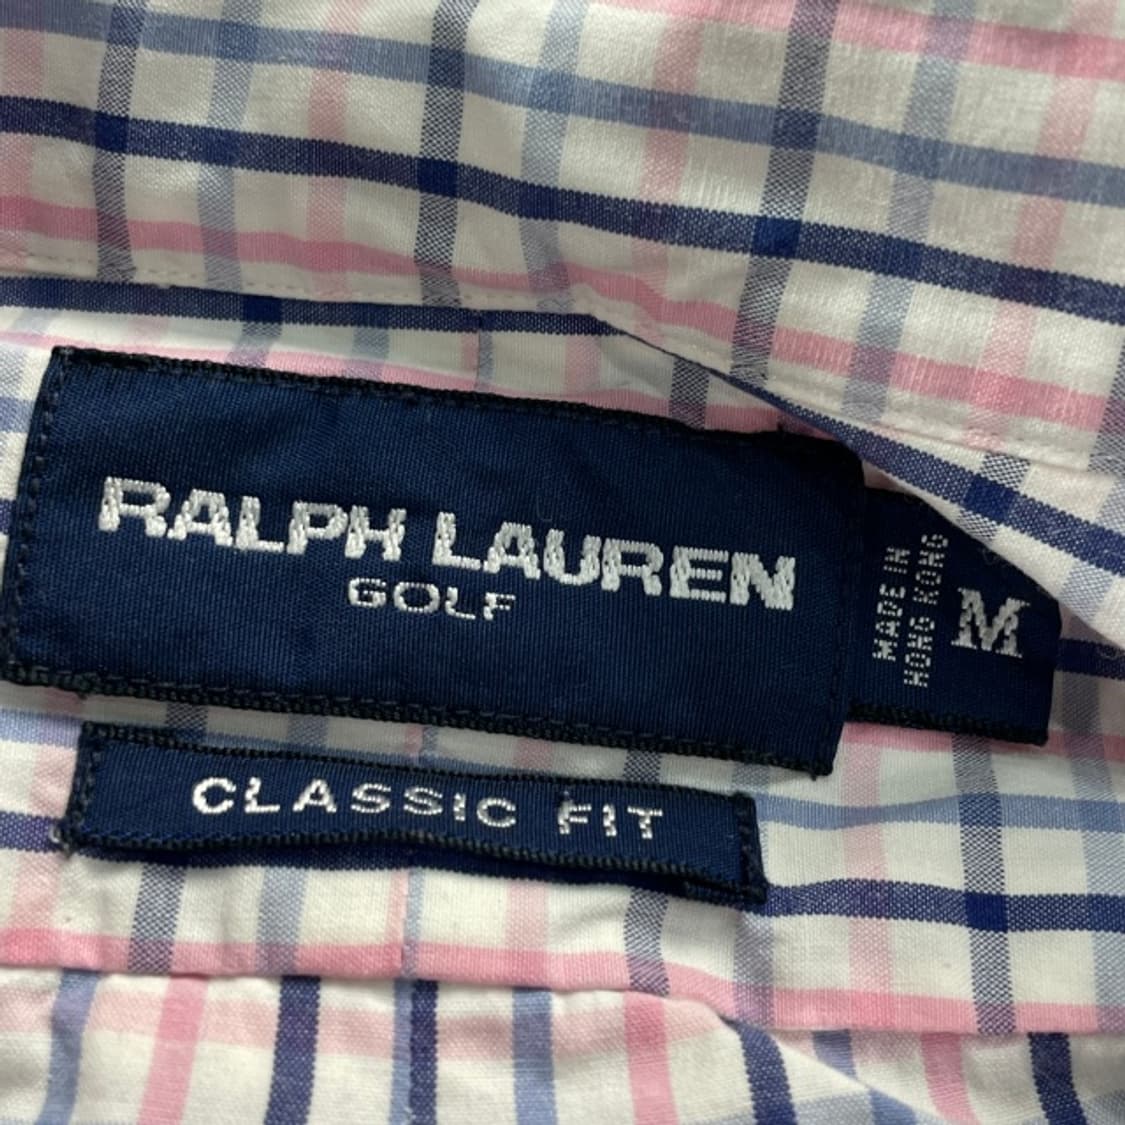 RALPH LAUREN
GOLF
MADE IN
HONG KONG
M
CLASSIC FIT